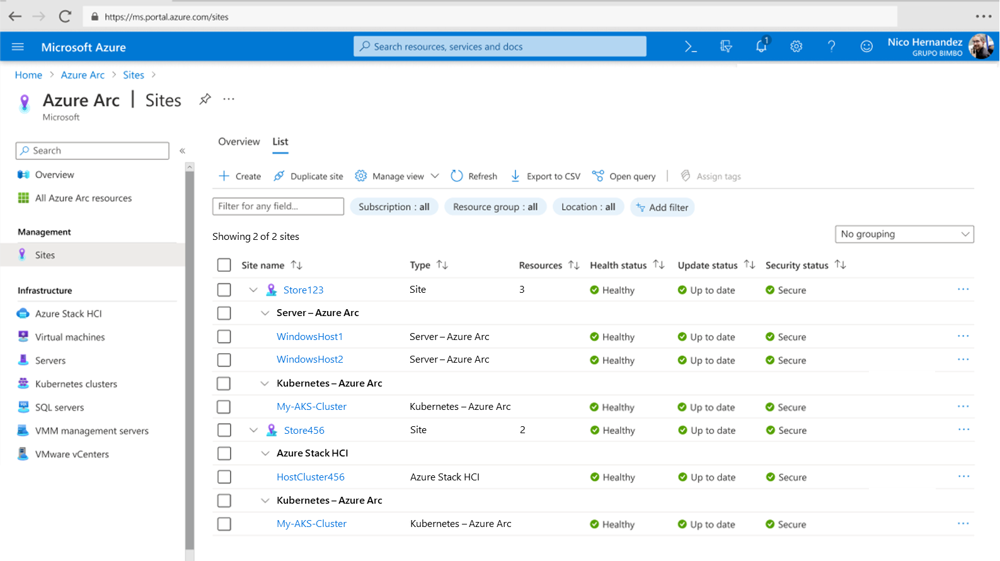 https://ms.portal.azure.com/sites
Microsoft Azure
Search resources, services and docs
1
Nico Hernandez
GRUPO BIMBO
Home > Azure Arc > Sites >
Azure Arc | Sites
Microsoft
Search
Overview
All Azure Arc resources
Management
Sites
Infrastructure
Azure Stack HCI
Virtual machines
Servers
Kubernetes clusters
SQL servers
VMM management servers
VMware vCenters
Overview List
Create Duplicate site Manage view Refresh Export to CSV Open query Assign tags
Filter for any field... Subscription : all Resource group : all Location : all Add filter
Showing 2 of 2 sites
No grouping
Site name Type Resources Health status Update status Security status
Store123 Site 3 Healthy Up to date Secure
Server – Azure Arc
WindowsHost1 Server – Azure Arc Healthy Up to date Secure
WindowsHost2 Server – Azure Arc Healthy Up to date Secure
Kubernetes – Azure Arc
My-AKS-Cluster Kubernetes – Azure Arc Healthy Up to date Secure
Store456 Site 2 Healthy Up to date Secure
Azure Stack HCI
HostCluster456 Azure Stack HCI Healthy Up to date Secure
Kubernetes – Azure Arc
My-AKS-Cluster Kubernetes – Azure Arc Healthy Up to date Secure